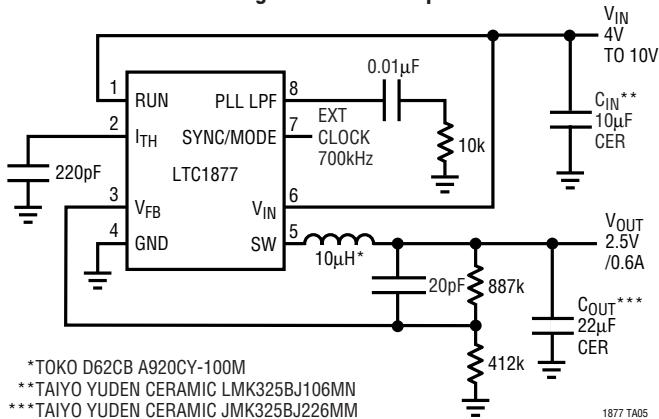 V_IN
4V
TO 10V
0.01µF
1
RUN
PLL LPF
8
EXT
CLOCK
700kHz
C_IN**
10µF
CER
2
I_TH
SYNC/MODE
7
10k
220pF
LTC1877
3
V_FB
V_IN
6
4
GND
SW
5
10µH*
V_OUT
2.5V
/0.6A
20pF
887k
C_OUT***
22µF
CER
412k
*TOKO D62CB A920CY-100M
**TAIYO YUDEN CERAMIC LMK325BJ106MN
***TAIYO YUDEN CERAMIC JMK325BJ226MM
1877 TA05